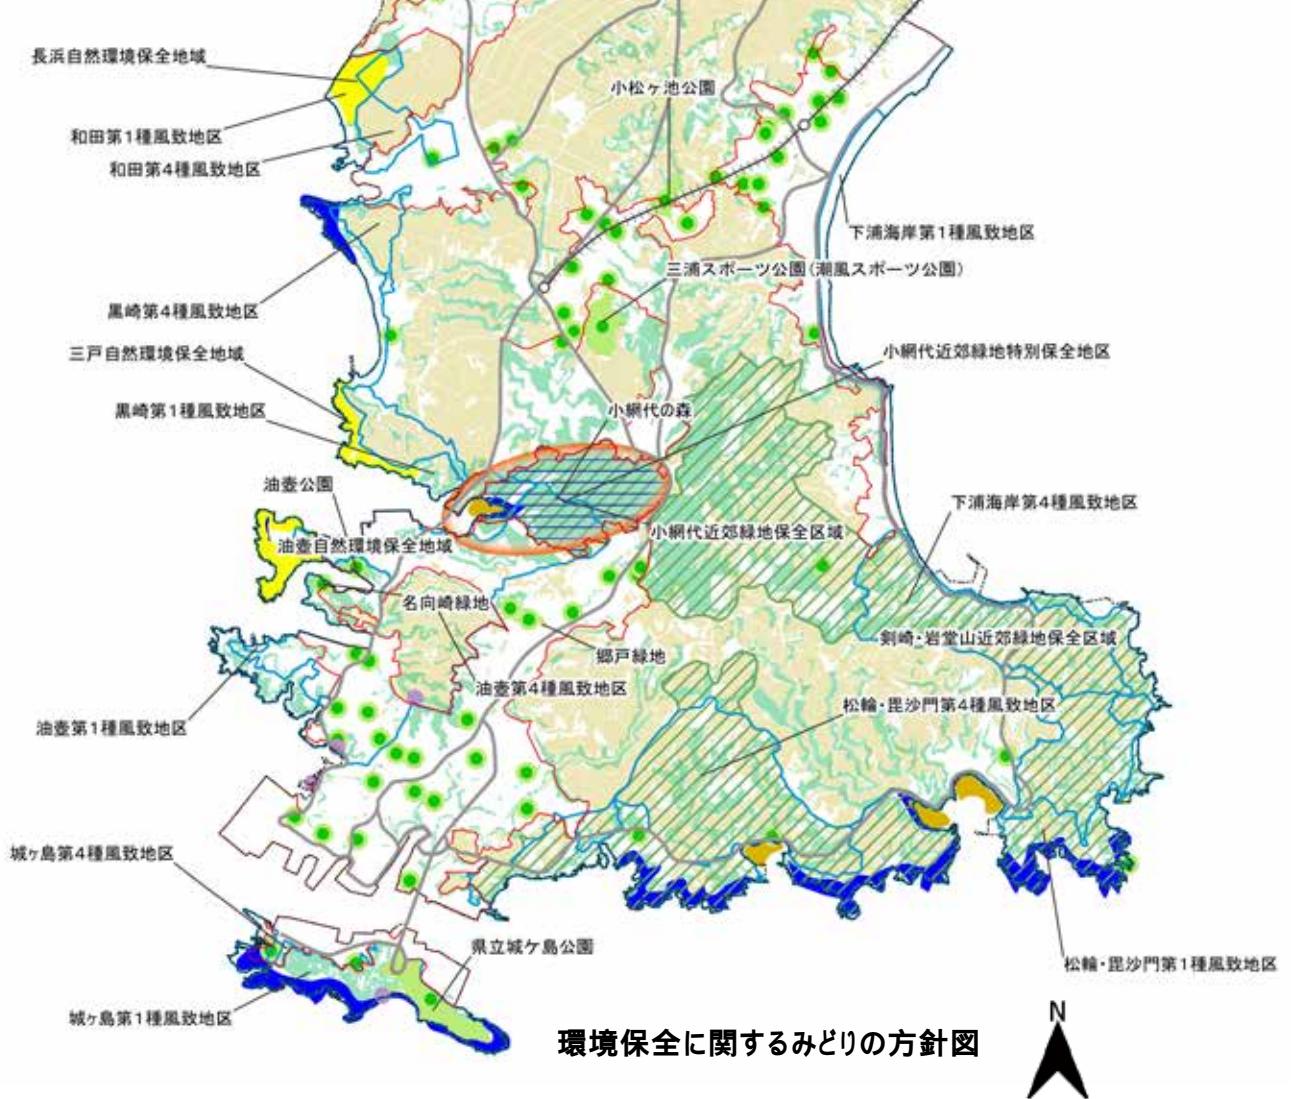 長浜自然環境保全地域
小松ヶ池公園
和田第1種風致地区
和田第4種風致地区
下浦海岸第1種風致地区
三浦スポーツ公園(潮風スポーツ公園)
黒崎第4種風致地区
三戸自然環境保全地域
小網代近郊緑地特別保全地区
黒崎第1種風致地区
小網代の森
油壺公園
下浦海岸第4種風致地区
小網代近郊緑地保全区域
油壺自然環境保全地域
名向崎緑地
剣崎・岩堂山近郊緑地保全区域
郷戸緑地
油壺第4種風致地区
松輪・毘沙門第4種風致地区
油壺第1種風致地区
城ヶ島第4種風致地区
県立城ケ島公園
松輪・毘沙門第1種風致地区
城ヶ島第1種風致地区
N
環境保全に関するみどりの方針図